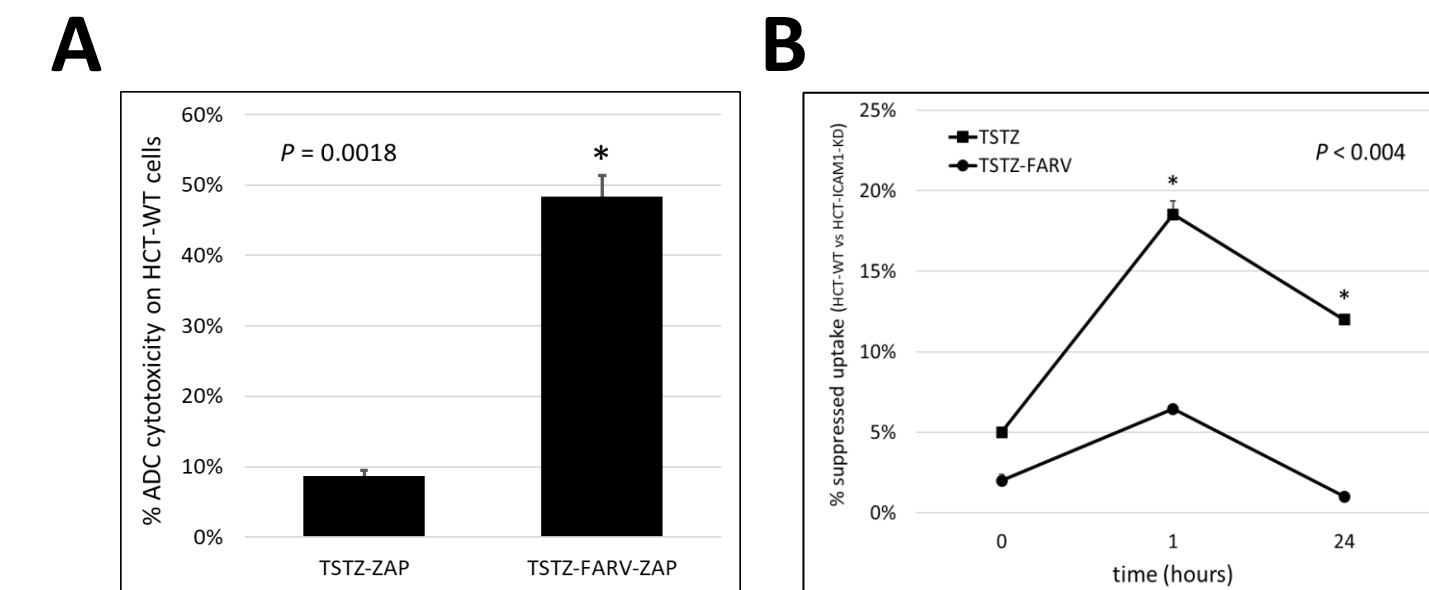 A
% ADC cytotoxicity on HCT-WT cells
60%
50%
40%
30%
20%
10%
0%
P = 0.0018
*
TSTZ-ZAP
TSTZ-FARV-ZAP
B
% suppressed uptake (HCT-WT vs HCT-ICAM1-KD)
25%
20%
15%
10%
5%
0%
TSTZ
TSTZ-FARV
P < 0.004
*
*
0
1
24
time (hours)